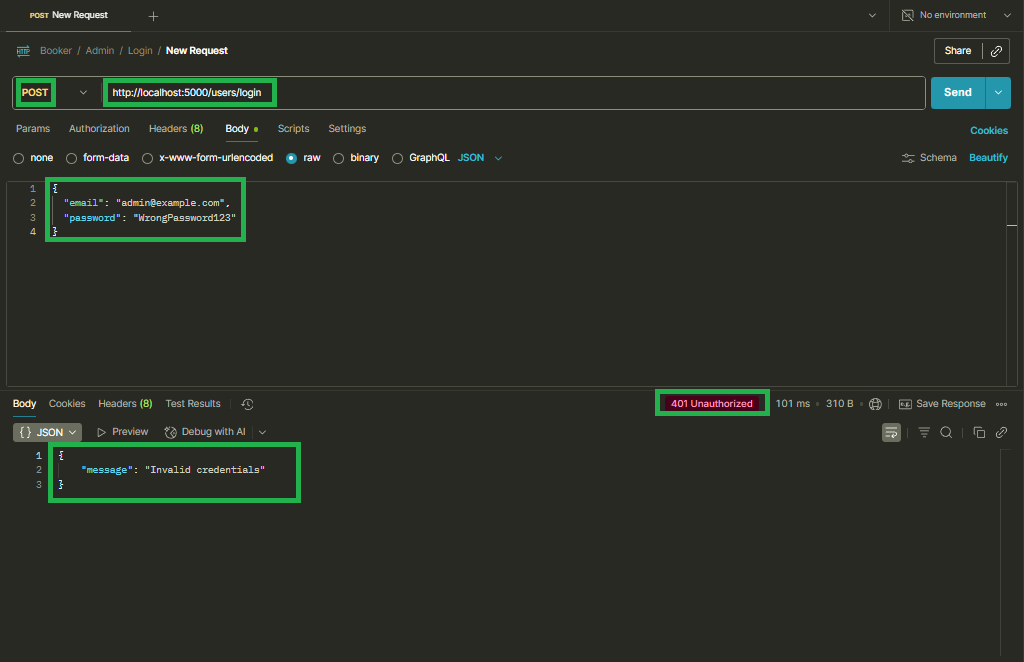 POST New Request
No environment
HTTP Booker / Admin / Login / New Request
Share
POST http://localhost:5000/users/login Send
Params Authorization Headers (8) Body Scripts Settings Cookies
none form-data x-www-form-urlencoded raw binary GraphQL JSON Schema Beautify
1 {
2 "email": "admin@example.com",
3 "password": "WrongPassword123"
4 }
Body Cookies Headers (8) Test Results 401 Unauthorized 101 ms 310 B Save Response
{} JSON Preview Debug with AI
1 {
2 "message": "Invalid credentials"
3 }